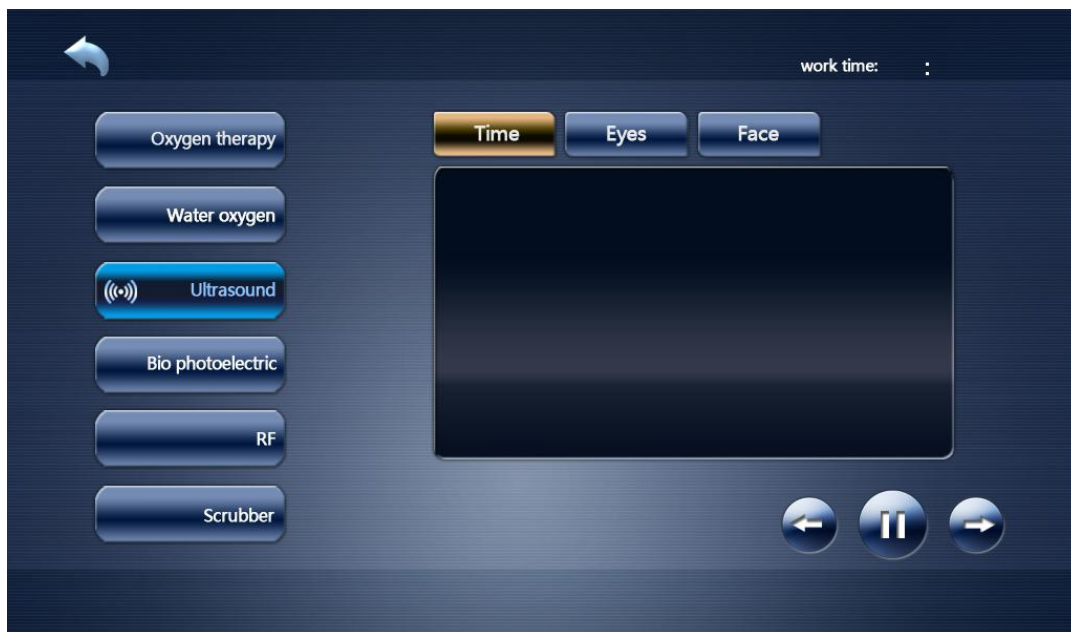 work time: :
Time Eyes Face
Oxygen therapy
Water oxygen
Ultrasound
Bio photoelectric
RF
Scrubber